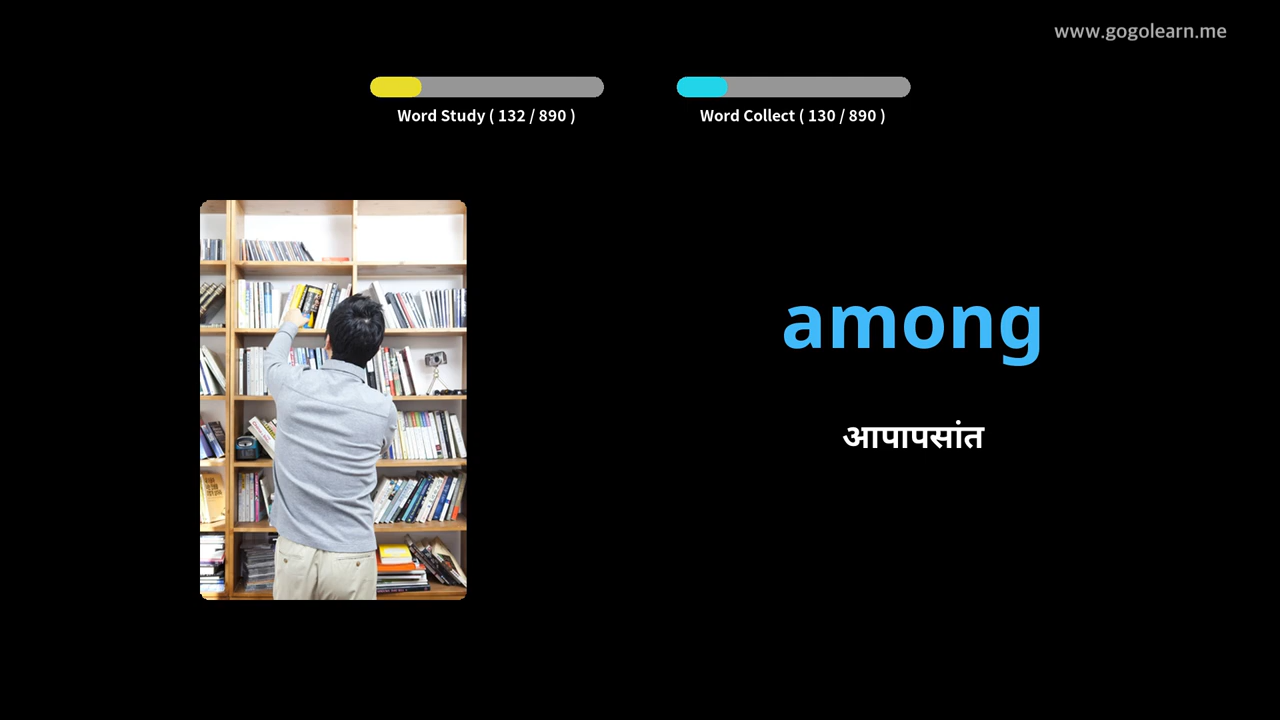 www.gogolearn.me
Word Study ( 132 / 890 )
Word Collect ( 130 / 890 )
among
आपापसांत